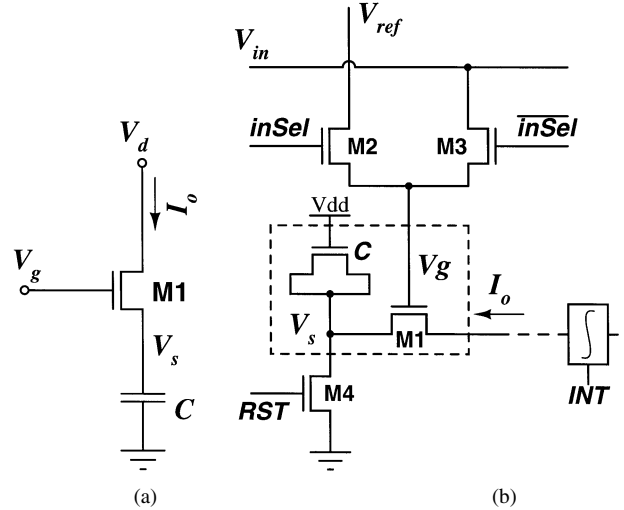 V_ref
V_in
inSel
M2
M3
\overline{inSel}
V_d
I_o
V_g
M1
V_s
C
(a)
Vdd
C
Vg
I_o
V_s
M1
M4
RST
INT
∫
(b)